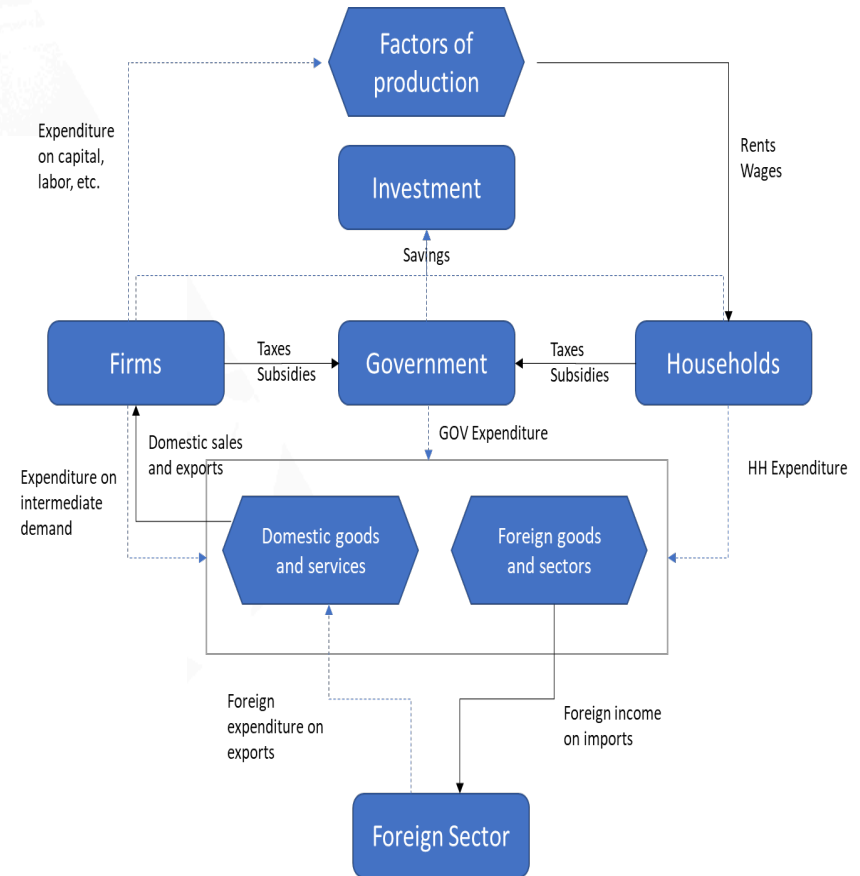 Factors of
production
Expenditure
on capital,
labor, etc.
Rents
Wages
Investment
Savings
Firms
Taxes
Subsidies
Government
Taxes
Subsidies
Households
GOV Expenditure
Domestic sales
and exports
HH Expenditure
Expenditure on
intermediate
demand
Domestic goods
and services
Foreign goods
and sectors
Foreign
expenditure on
exports
Foreign income
on imports
Foreign Sector